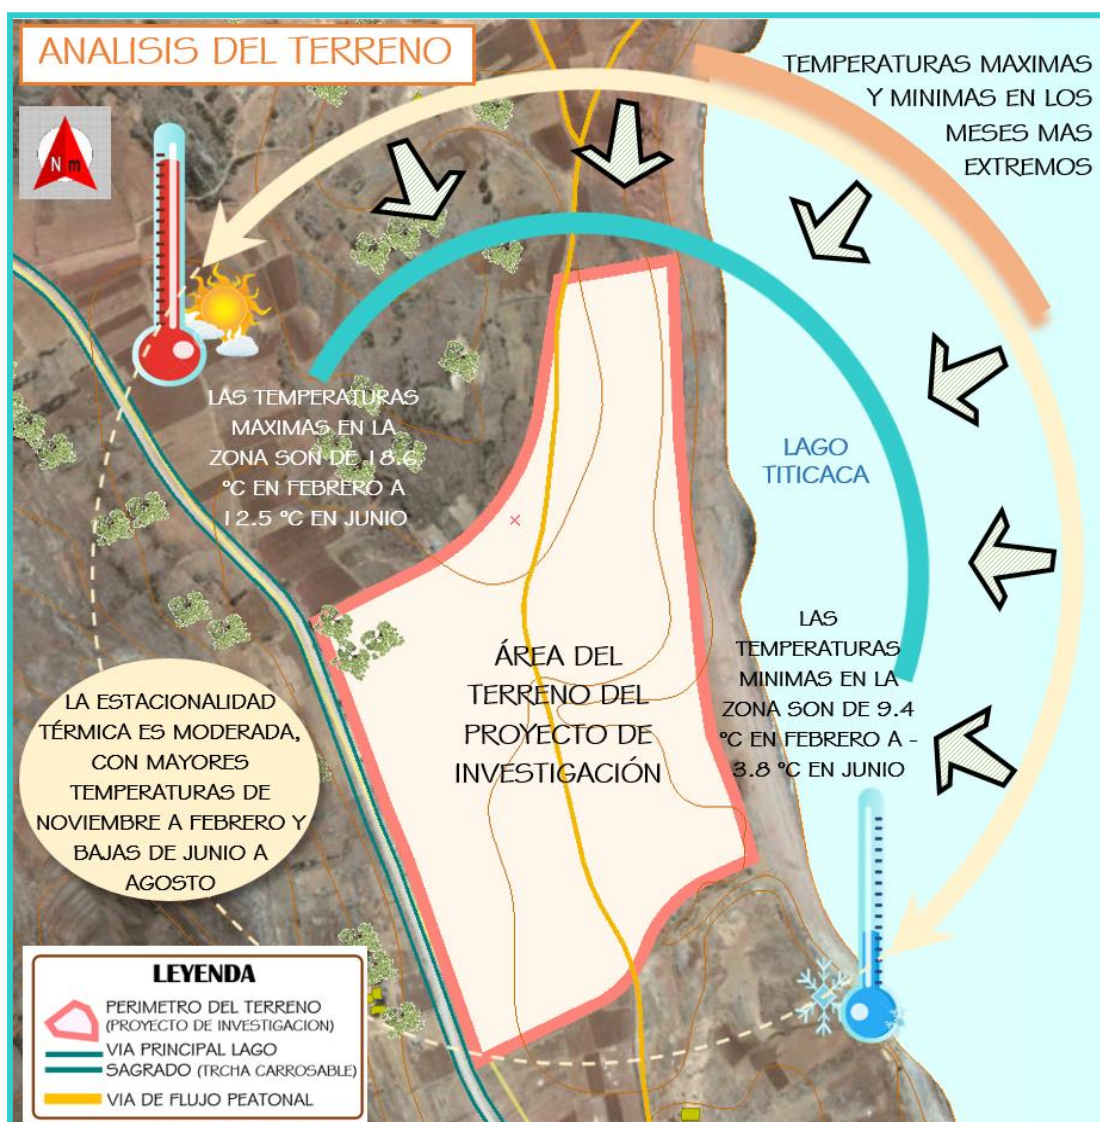 ANALISIS DEL TERRENO
TEMPERATURAS MAXIMAS
Y MINIMAS EN LOS
MESES MAS
EXTREMOS
N m
LAS TEMPERATURAS
MAXIMAS EN LA
ZONA SON DE 18.6
°C EN FEBRERO A
12.5 °C EN JUNIO
LAGO
TITICACA
ÁREA DEL
TERRENO DEL
PROYECTO DE
INVESTIGACIÓN
LAS
TEMPERATURAS
MINIMAS EN LA
ZONA SON DE 9.4
°C EN FEBRERO A -
3.8 °C EN JUNIO
LA ESTACIONALIDAD
TÉRMICA ES MODERADA,
CON MAYORES
TEMPERATURAS DE
NOVIEMBRE A FEBRERO Y
BAJAS DE JUNIO A
AGOSTO
LEYENDA
PERIMETRO DEL TERRENO
(PROYECTO DE INVESTIGACION)
VIA PRINCIPAL LAGO
SAGRADO (TRCHA CARROSABLE)
VIA DE FLUJO PEATONAL